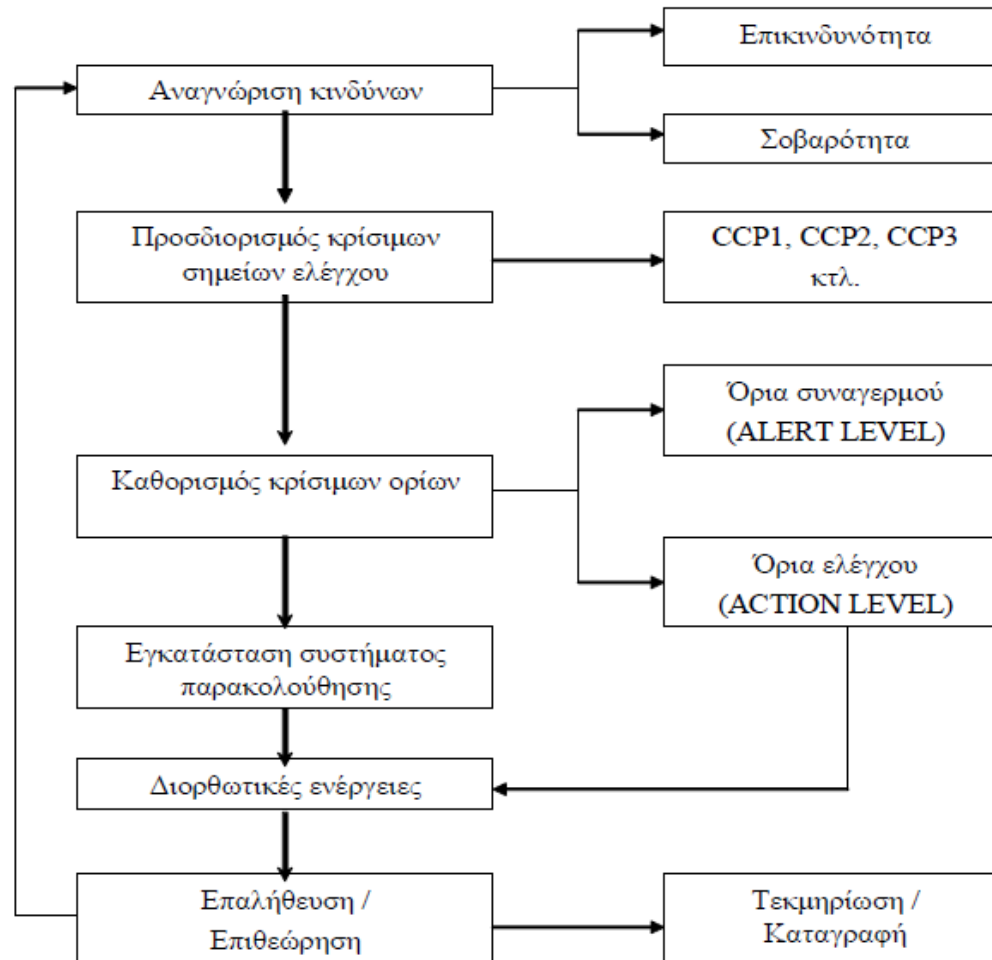 Επικινδυνότητα
Αναγνώριση κινδύνων
Σοβαρότητα
Προσδιορισμός κρίσιμων
σημείων ελέγχου
CCP1, CCP2, CCP3
κτλ.
Όρια συναγερμού
(ALERT LEVEL)
Καθορισμός κρίσιμων ορίων
Όρια ελέγχου
(ACTION LEVEL)
Εγκατάσταση συστήματος
παρακολούθησης
Διορθωτικές ενέργειες
Επαλήθευση /
Επιθεώρηση
Τεκμηρίωση /
Καταγραφή